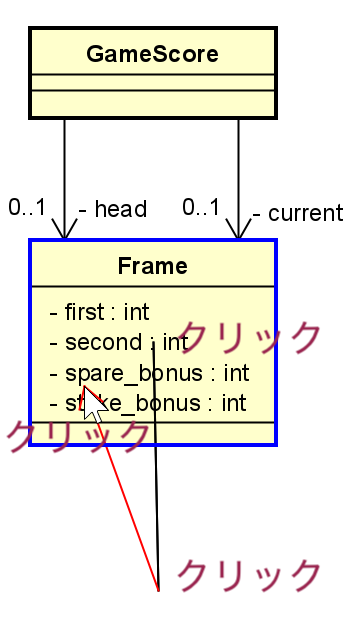 GameScore
0..1
- head
0..1
- current
Frame
- first : int
- second : int
クリック
- spare_bonus : int
_bonus : int
クリック
クリック